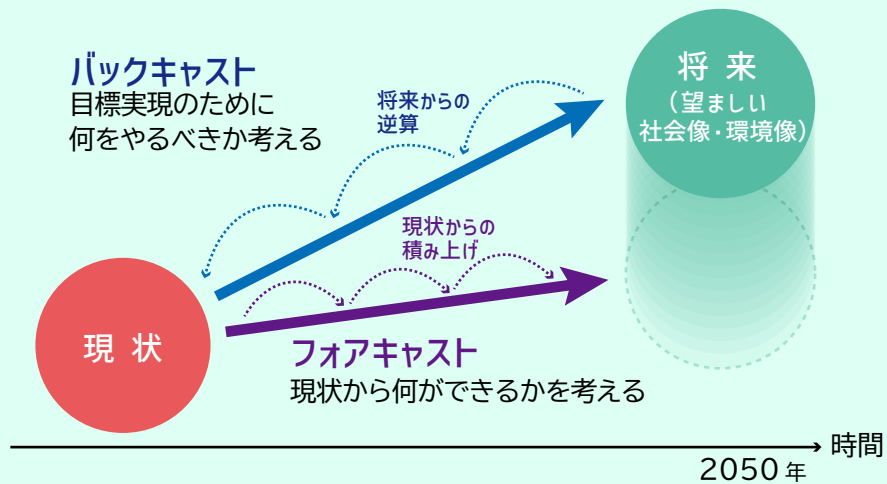 バックキャスト
目標実現のために
何をやるべきか考える
将来からの
逆算
将 来
（望ましい
社会像・環境像）
現状からの
積み上げ
現 状
フォアキャスト
現状から何ができるかを考える
時間
2050 年